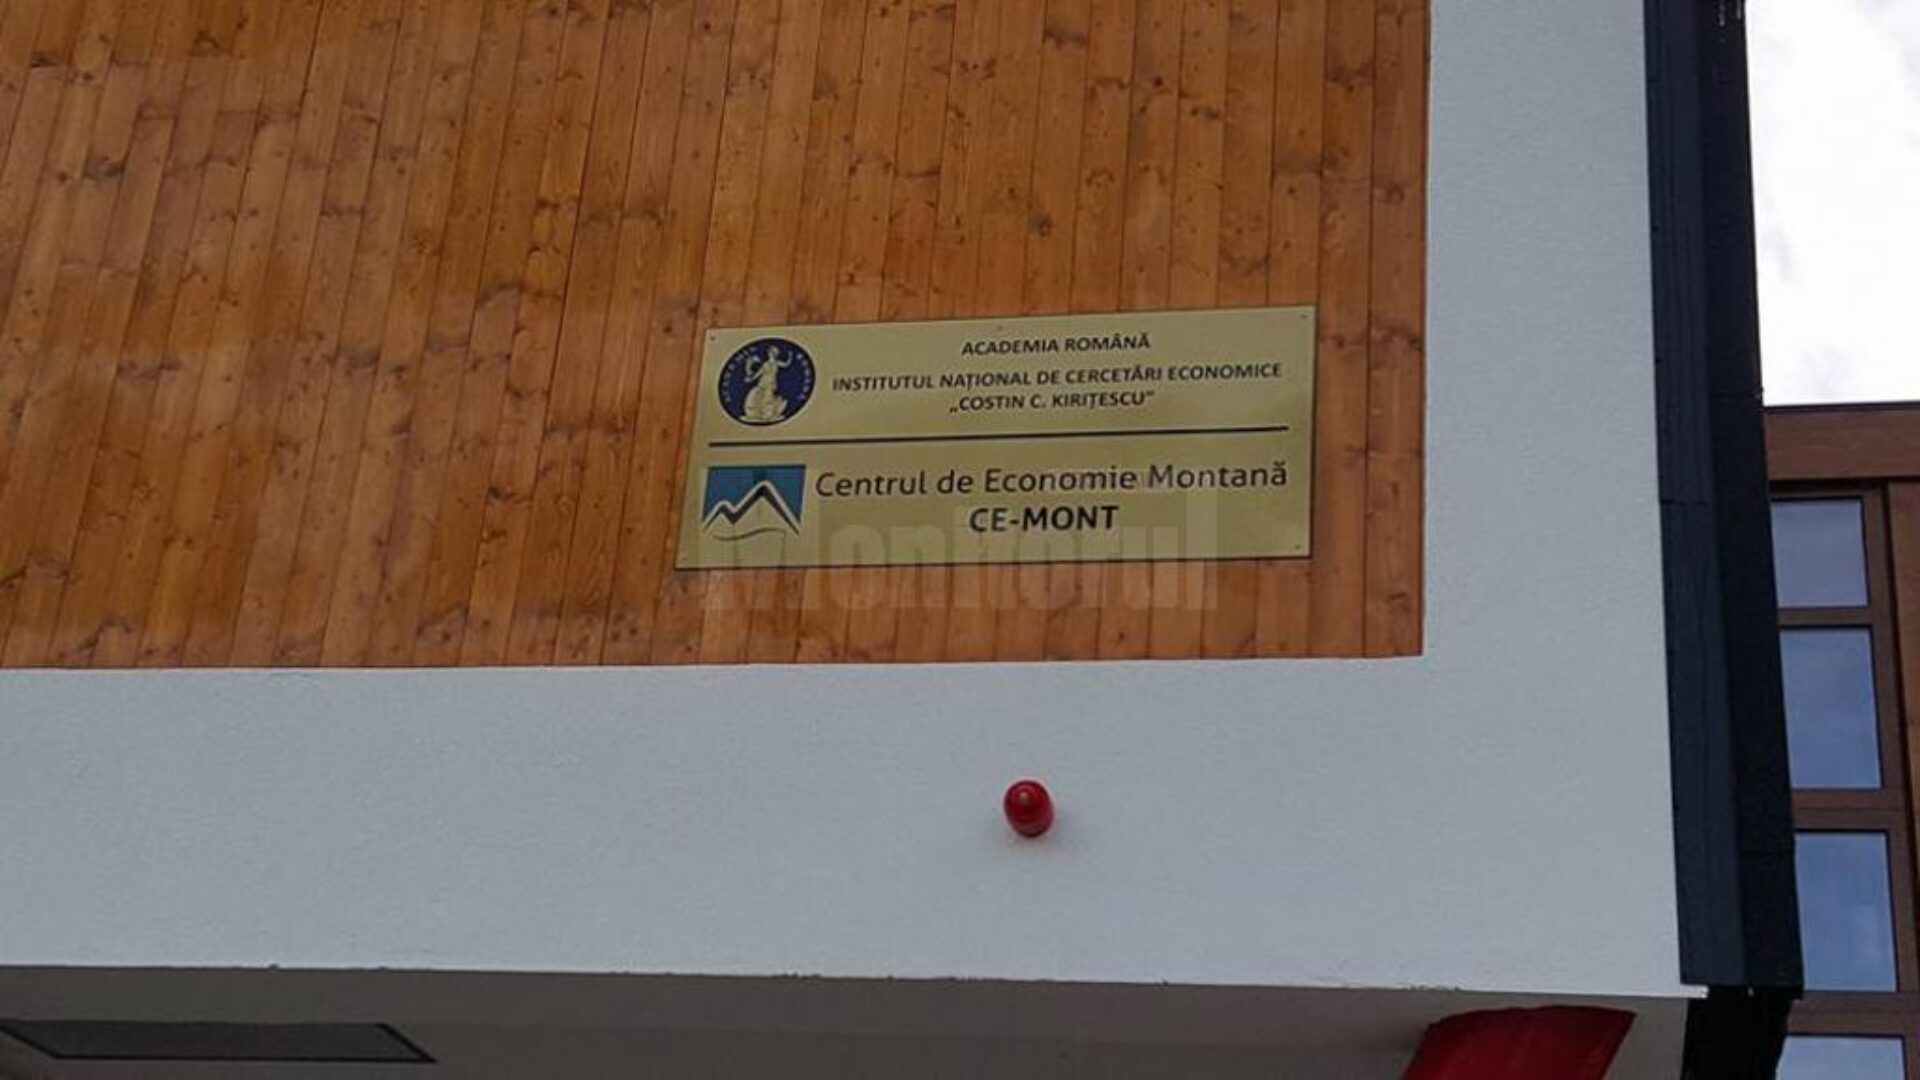 ACADEMIA ROMÂNĂ
INSTITUTUL NAȚIONAL DE CERCETĂRI ECONOMICE
„COSTIN C. KIRIȚESCU”
Centrul de Economie Montană
CE-MONT
Monitorul